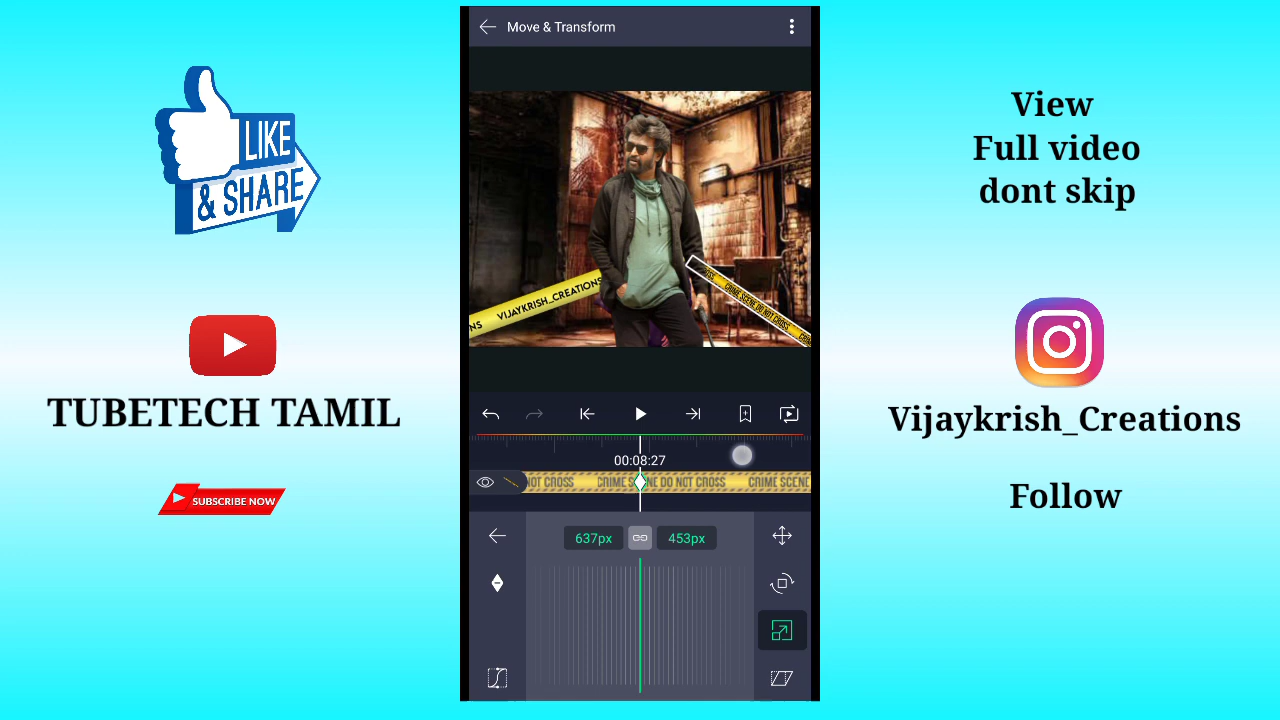 Move & Transform
LIKE
& SHARE
View
Full video
dont skip
NS VIJAYKRISH_CREATIONS
CRIME SCENE DO NOT CROSS
TUBETECH TAMIL
SUBSCRIBE NOW
Vijaykrish_Creations
Follow
00:08:27
NOT CROSS CRIME SCENE DO NOT CROSS CRIME SCENE
637px 453px